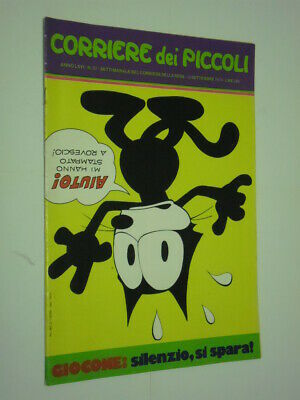 CORRIERE dei PICCOLI
AIUTO!
MI HANNO
STAMPATO
A ROVESCIO!
GIOCONE: silenzio, si spara!